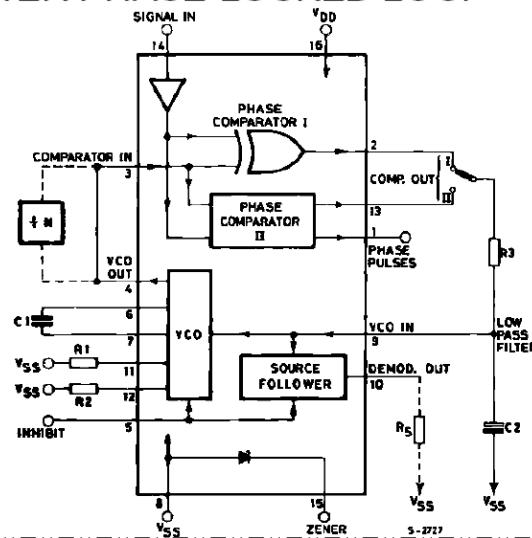 SIGNAL IN
VDD
14
16
PHASE
COMPARATOR I
2
COMPARATOR IN
3
I
COMP. OUT
II
13
PHASE
COMPARATOR
II
1
PHASE
PULSES
÷ N
R3
VCO
OUT
4
6
C1
7
VCO
VCO IN
9
LOW
PASS
FILTER
VSS
R1
11
SOURCE
FOLLOWER
DEMOD. OUT
10
VSS
R2
12
INHIBIT
5
R5
C2
VSS
VSS
8
VSS
15
ZENER
S-2727